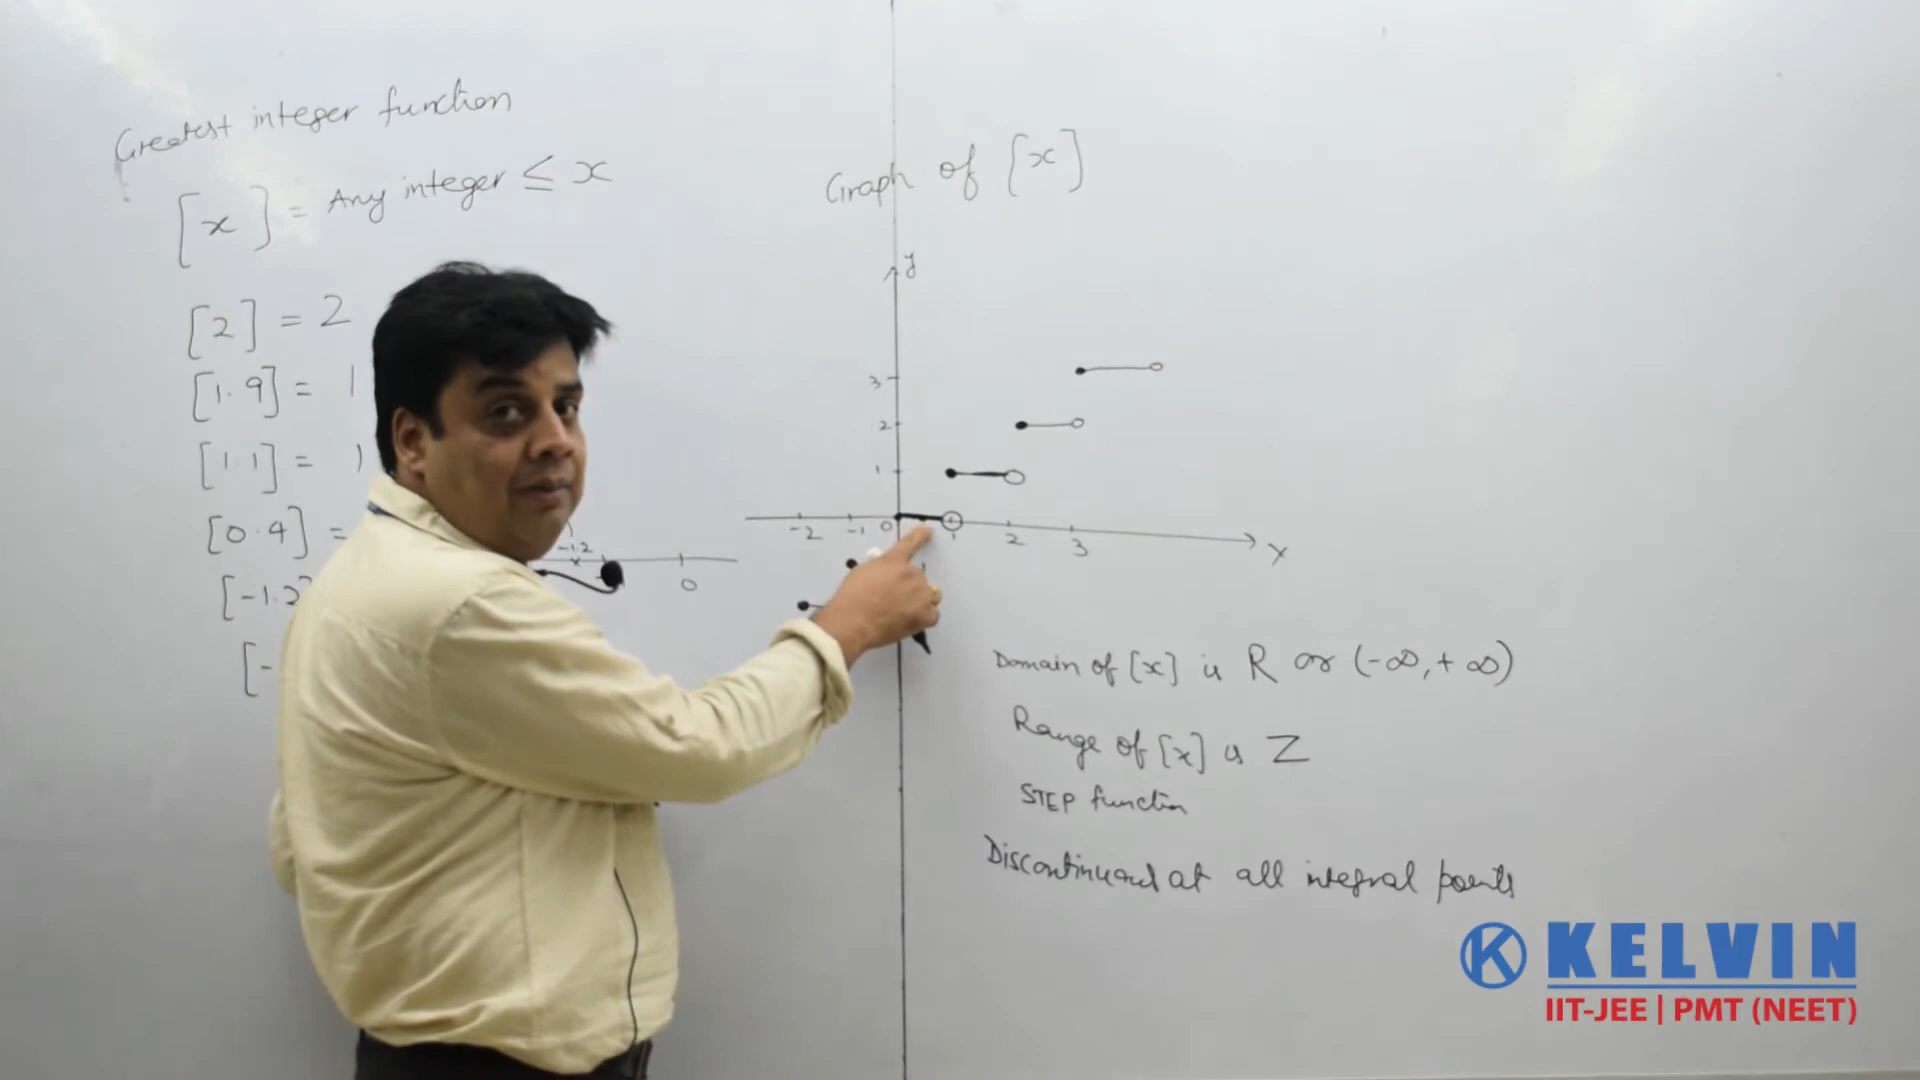 Greatest integer function
[x] = Any integer ≤ x
[2] = 2
[1.9] = 1
[1.1] = 1
[0.4] =
[-1.2]
[-
-1.2
0
Graph of [x]
y
3
2
1
-2 -1 0 1 2 3 X
Domain of [x] is R or (-∞, +∞)
Range of [x] is Z
STEP function
Discontinuous at all integral points
KELVIN
IIT-JEE | PMT (NEET)